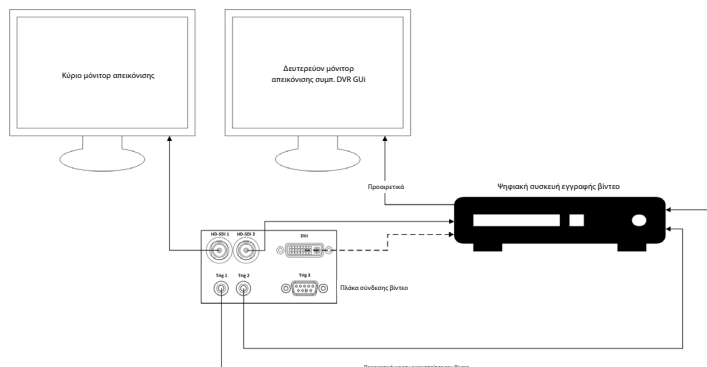 Κύριο μόνιτορ απεικόνισης
Δευτερεύον μόνιτορ
απεικόνισης συμπ. DVR GUi
Προαιρετικά
Ψηφιακή συσκευή εγγραφής βίντεο
HD-SDI 1 HD-SDI 2 DVI
Trig 1 Trig 2 Trig 3
Πλάκα σύνδεσης βίντεο